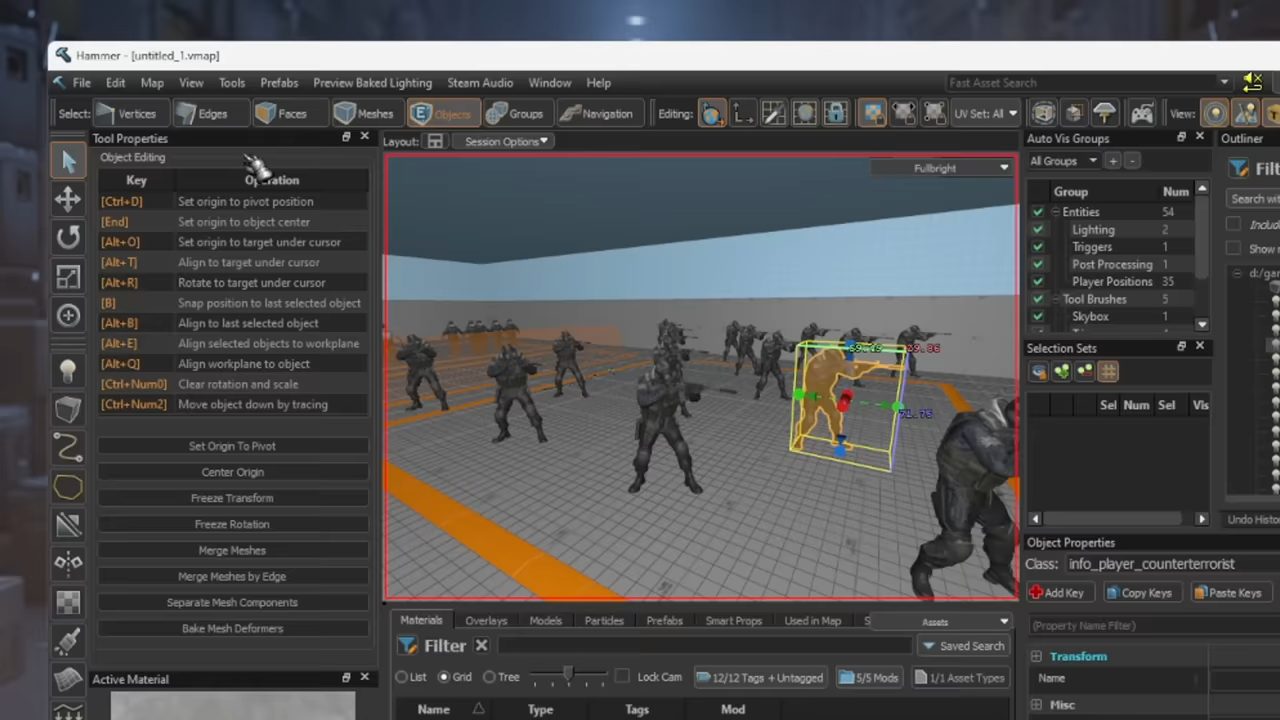 Hammer - [untitled_1.vmap]
File Edit Map View Tools Prefabs Preview Baked Lighting Steam Audio Window Help Fast Asset Search
Select: Vertices Edges Faces Meshes Objects Groups Navigation Editing: UV Set: All View:
Tool Properties
Object Editing
Key Operation
[Ctrl+D] Set origin to pivot position
[End] Set origin to object center
[Alt+O] Set origin to target under cursor
[Alt+T] Align to target under cursor
[Alt+R] Rotate to target under cursor
[B] Snap position to last selected object
[Alt+B] Align to last selected object
[Alt+E] Align selected objects to workplane
[Alt+Q] Align workplane to object
[Ctrl+Num0] Clear rotation and scale
[Ctrl+Num2] Move object down by tracing
Set Origin To Pivot
Center Origin
Freeze Transform
Freeze Rotation
Merge Meshes
Merge Meshes by Edge
Separate Mesh Components
Bake Mesh Deformers
Active Material
Layout: Session Options
Fullbright
Materials Overlays Models Particles Prefabs Smart Props Used in Map S Assets
Filter Saved Search
List Grid Tree Lock Cam 12/12 Tags + Untagged 5/5 Mods 1/1 Asset Types
Name Type Tags Mod
Auto Vis Groups
All Groups + -
Group Num
Entities 54
Lighting 2
Triggers 1
Post Processing 1
Player Positions 35
Tool Brushes 5
Skybox 1
Selection Sets
Sel Num Sel Vis
Outliner
Filt
Search wit
Includ
Show
d:/gar
Undo Histo
Object Properties
Class: info_player_counterterrorist
Add Key Copy Keys Paste Keys
(Property Name Filter)
Transform
Name
Misc